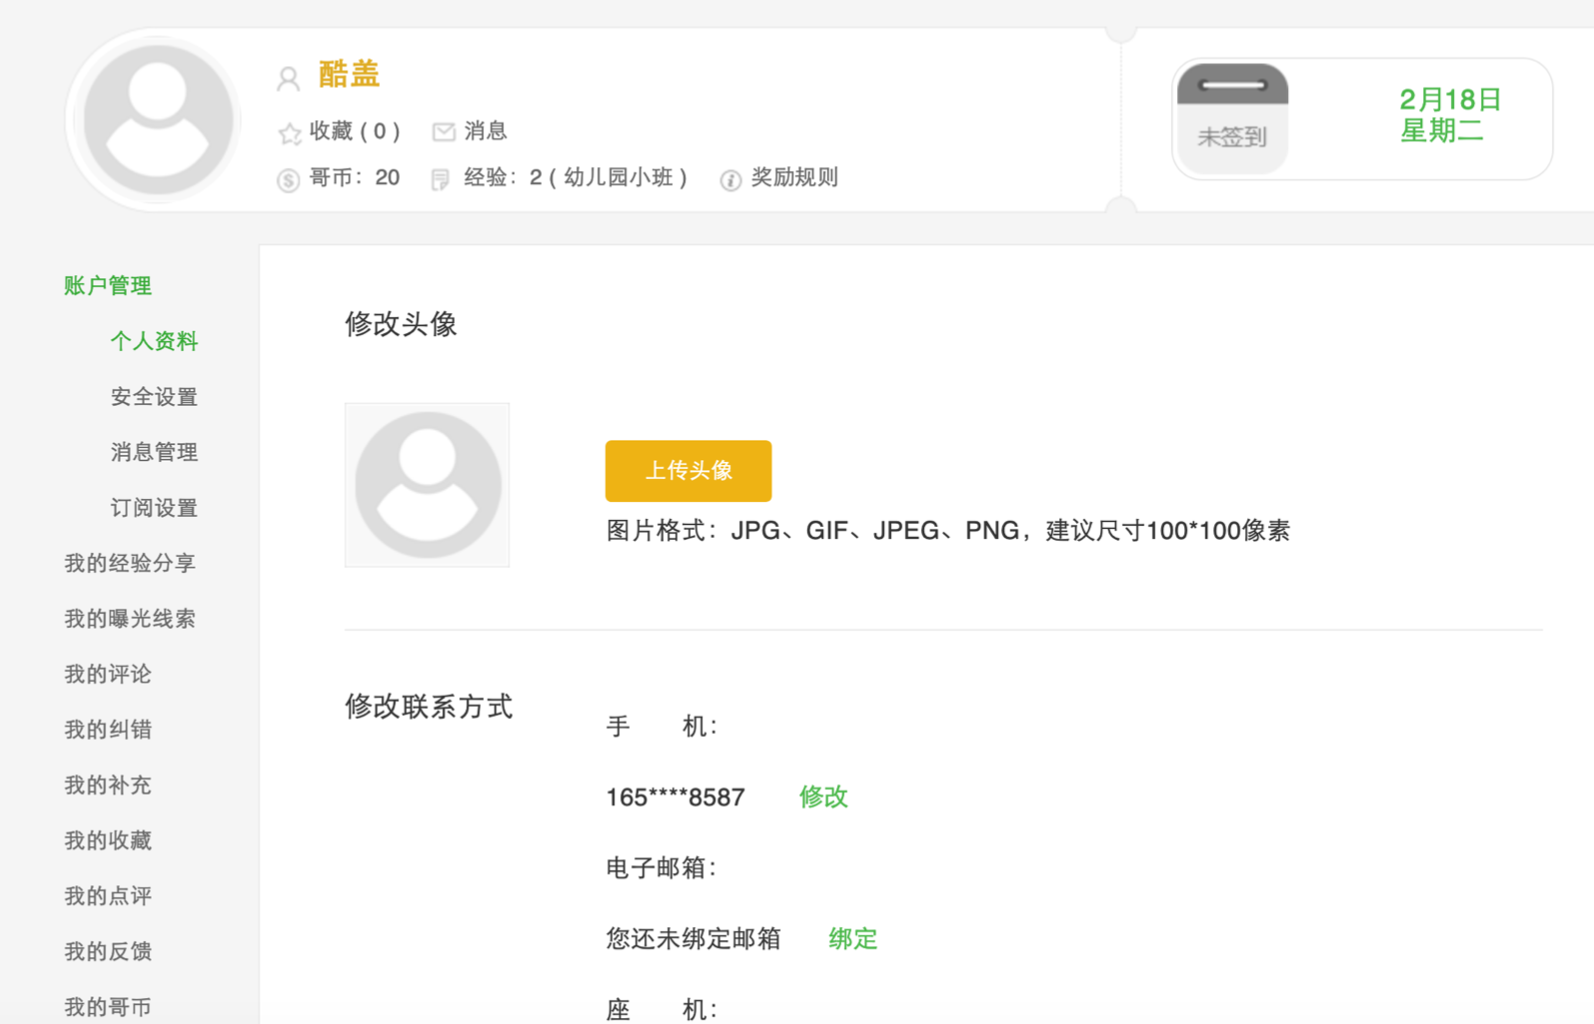 酷盖
收藏 ( 0 )
消息
哥币：20
经验：2 ( 幼儿园小班 )
奖励规则
未签到
2月18日
星期二
账户管理
个人资料
安全设置
消息管理
订阅设置
我的经验分享
我的曝光线索
我的评论
我的纠错
我的补充
我的收藏
我的点评
我的反馈
我的哥币
修改头像
上传头像
图片格式：JPG、GIF、JPEG、PNG，建议尺寸100*100像素
修改联系方式
手 机：
165****8587 修改
电子邮箱：
您还未绑定邮箱 绑定
座 机：